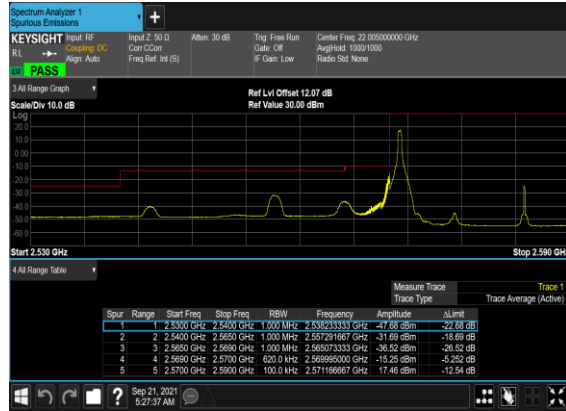 Spectrum Analyzer 1
Spurious Emissions
+
KEYSIGHT Input: RF Input Z: 50 Ω Atten: 30 dB Trig: Free Run Center Freq: 22.005000000 GHz
RL Coupling: DC Corr CCorr Gate: Off Avg|Hold: 1000/1000
Align: Auto Freq Ref: Int (S) IF Gain: Low Radio Std: None
PASS
3 All Range Graph Ref Lvl Offset 12.07 dB
Scale/Div 10.0 dB Ref Value 30.00 dBm
Log
20.0
10.0
0.00
-10.0
-20.0
-30.0
-40.0
-50.0
-60.0
Start 2.530 GHz Stop 2.590 GHz
4 All Range Table
Measure Trace Trace 1
Trace Type Trace Average (Active)
Spur Range Start Freq Stop Freq RBW Frequency Amplitude ΔLimit
1 1 2.5300 GHz 2.5400 GHz 1.000 MHz 2.538233333 GHz -47.68 dBm -22.68 dB
2 2 2.5400 GHz 2.5650 GHz 1.000 MHz 2.557291667 GHz -31.69 dBm -18.69 dB
3 3 2.5650 GHz 2.5690 GHz 1.000 MHz 2.565073333 GHz -36.52 dBm -26.52 dB
4 4 2.5690 GHz 2.5700 GHz 620.0 kHz 2.569995000 GHz -15.25 dBm -5.252 dB
5 5 2.5700 GHz 2.5900 GHz 100.0 kHz 2.571166667 GHz 17.46 dBm -12.54 dB
? Sep 21, 2021
5:27:37 AM